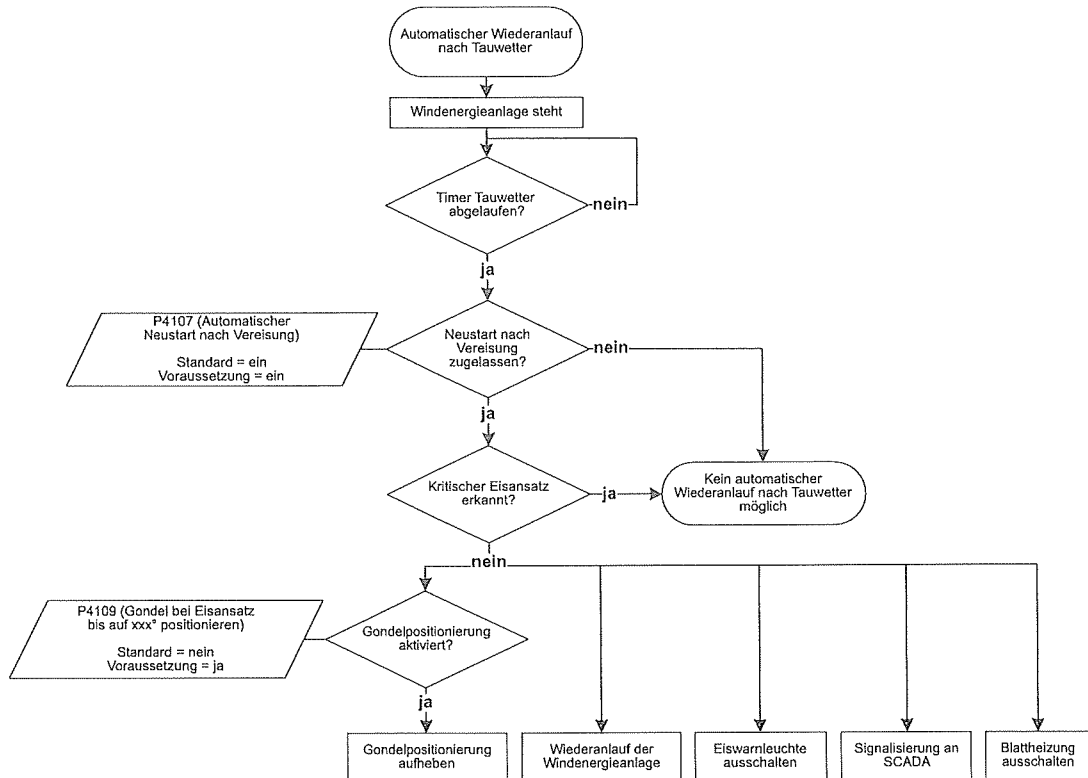 Automatischer Wiederanlauf
nach Tauwetter
Windenergieanlage steht
Timer Tauwetter
abgelaufen?
nein
ja
P4107 (Automatischer
Neustart nach Vereisung)
Standard = ein
Voraussetzung = ein
Neustart nach
Vereisung
zugelassen?
nein
ja
Kritischer Eisansatz
erkannt?
ja
Kein automatischer
Wiederanlauf nach Tauwetter
möglich
nein
P4109 (Gondel bei Eisansatz
bis auf xxx° positionieren)
Standard = nein
Voraussetzung = ja
Gondelpositionierung
aktiviert?
ja
Gondelpositionierung
aufheben
Wiederanlauf der
Windenergieanlage
Eiswarnleuchte
ausschalten
Signalisierung an
SCADA
Blattheizung
ausschalten